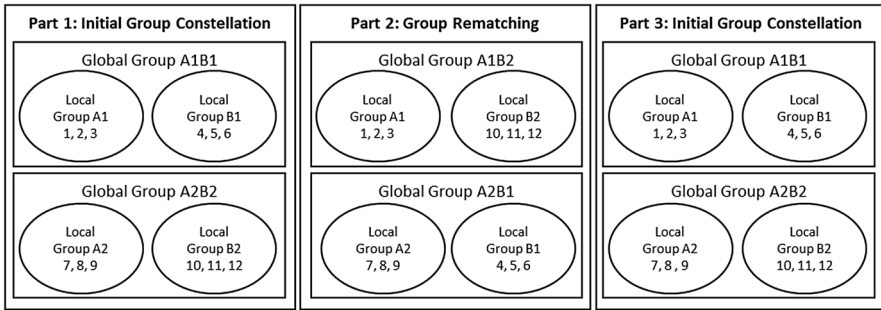 Part 1: Initial Group Constellation
Global Group A1B1
Local
Group A1
1, 2, 3
Local
Group B1
4, 5, 6
Global Group A2B2
Local
Group A2
7, 8, 9
Local
Group B2
10, 11, 12
Part 2: Group Rematching
Global Group A1B2
Local
Group A1
1, 2, 3
Local
Group B2
10, 11, 12
Global Group A2B1
Local
Group A2
7, 8, 9
Local
Group B1
4, 5, 6
Part 3: Initial Group Constellation
Global Group A1B1
Local
Group A1
1, 2, 3
Local
Group B1
4, 5, 6
Global Group A2B2
Local
Group A2
7, 8 , 9
Local
Group B2
10, 11, 12